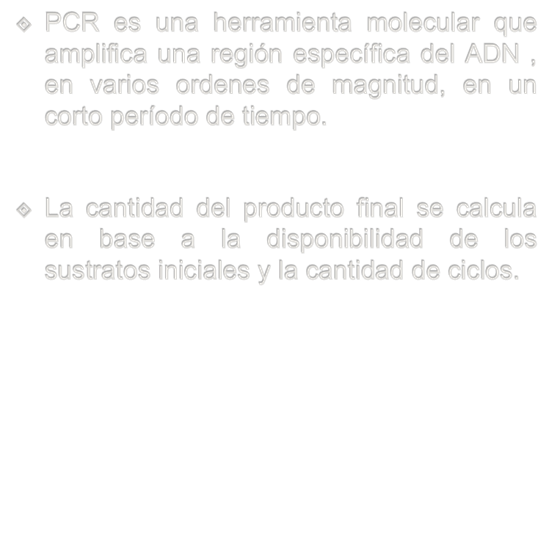 PCR es una herramienta molecular que
amplifica una región específica del ADN ,
en varios ordenes de magnitud, en un
corto período de tiempo.
La cantidad del producto final se calcula
en base a la disponibilidad de los
sustratos iniciales y la cantidad de ciclos.